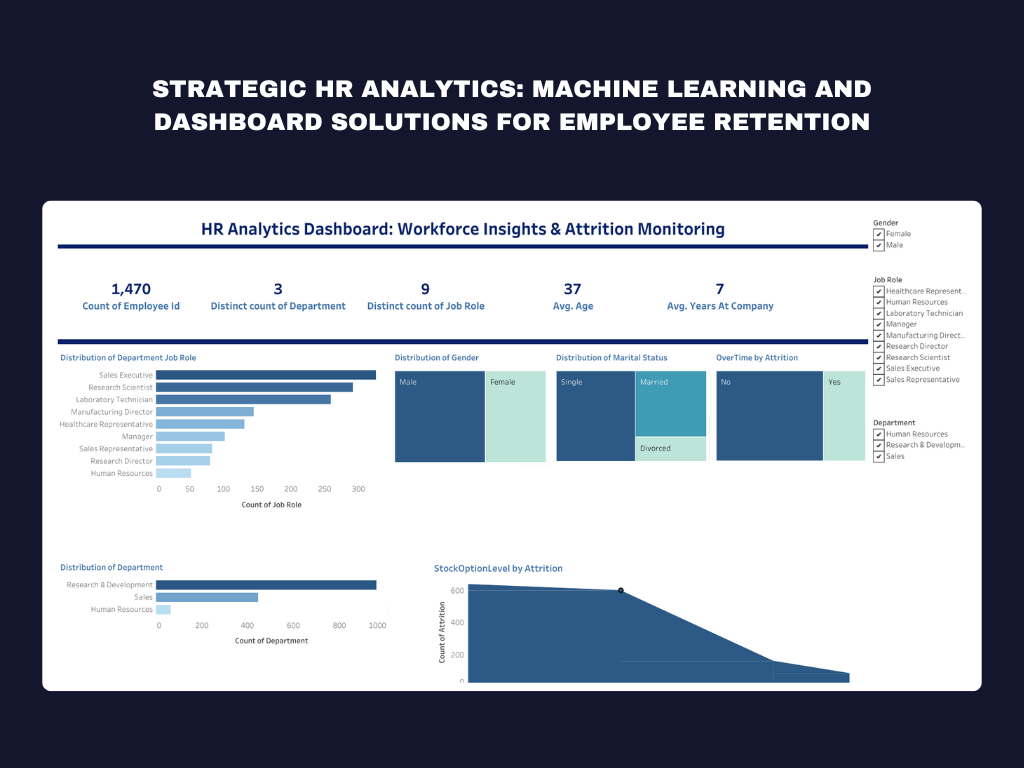 STRATEGIC HR ANALYTICS: MACHINE LEARNING AND
DASHBOARD SOLUTIONS FOR EMPLOYEE RETENTION
HR Analytics Dashboard: Workforce Insights & Attrition Monitoring
1,470
Count of Employee Id
3
Distinct count of Department
9
Distinct count of Job Role
37
Avg. Age
7
Avg. Years At Company
Gender
Female
Male
Job Role
Healthcare Represent..
Human Resources
Laboratory Technician
Manager
Manufacturing Direct..
Research Director
Research Scientist
Sales Executive
Sales Representative
Department
Human Resources
Research & Developm..
Sales
Distribution of Department Job Role
Sales Executive
Research Scientist
Laboratory Technician
Manufacturing Director
Healthcare Representative
Manager
Sales Representative
Research Director
Human Resources
0 50 100 150 200 250 300
Count of Job Role
Distribution of Gender
Male
Female
Distribution of Marital Status
Single
Married
Divorced
OverTime by Attrition
No
Yes
Distribution of Department
Research & Development
Sales
Human Resources
0 200 400 600 800 1000
Count of Department
StockOptionLevel by Attrition
Count of Attrition
600
400
200
0